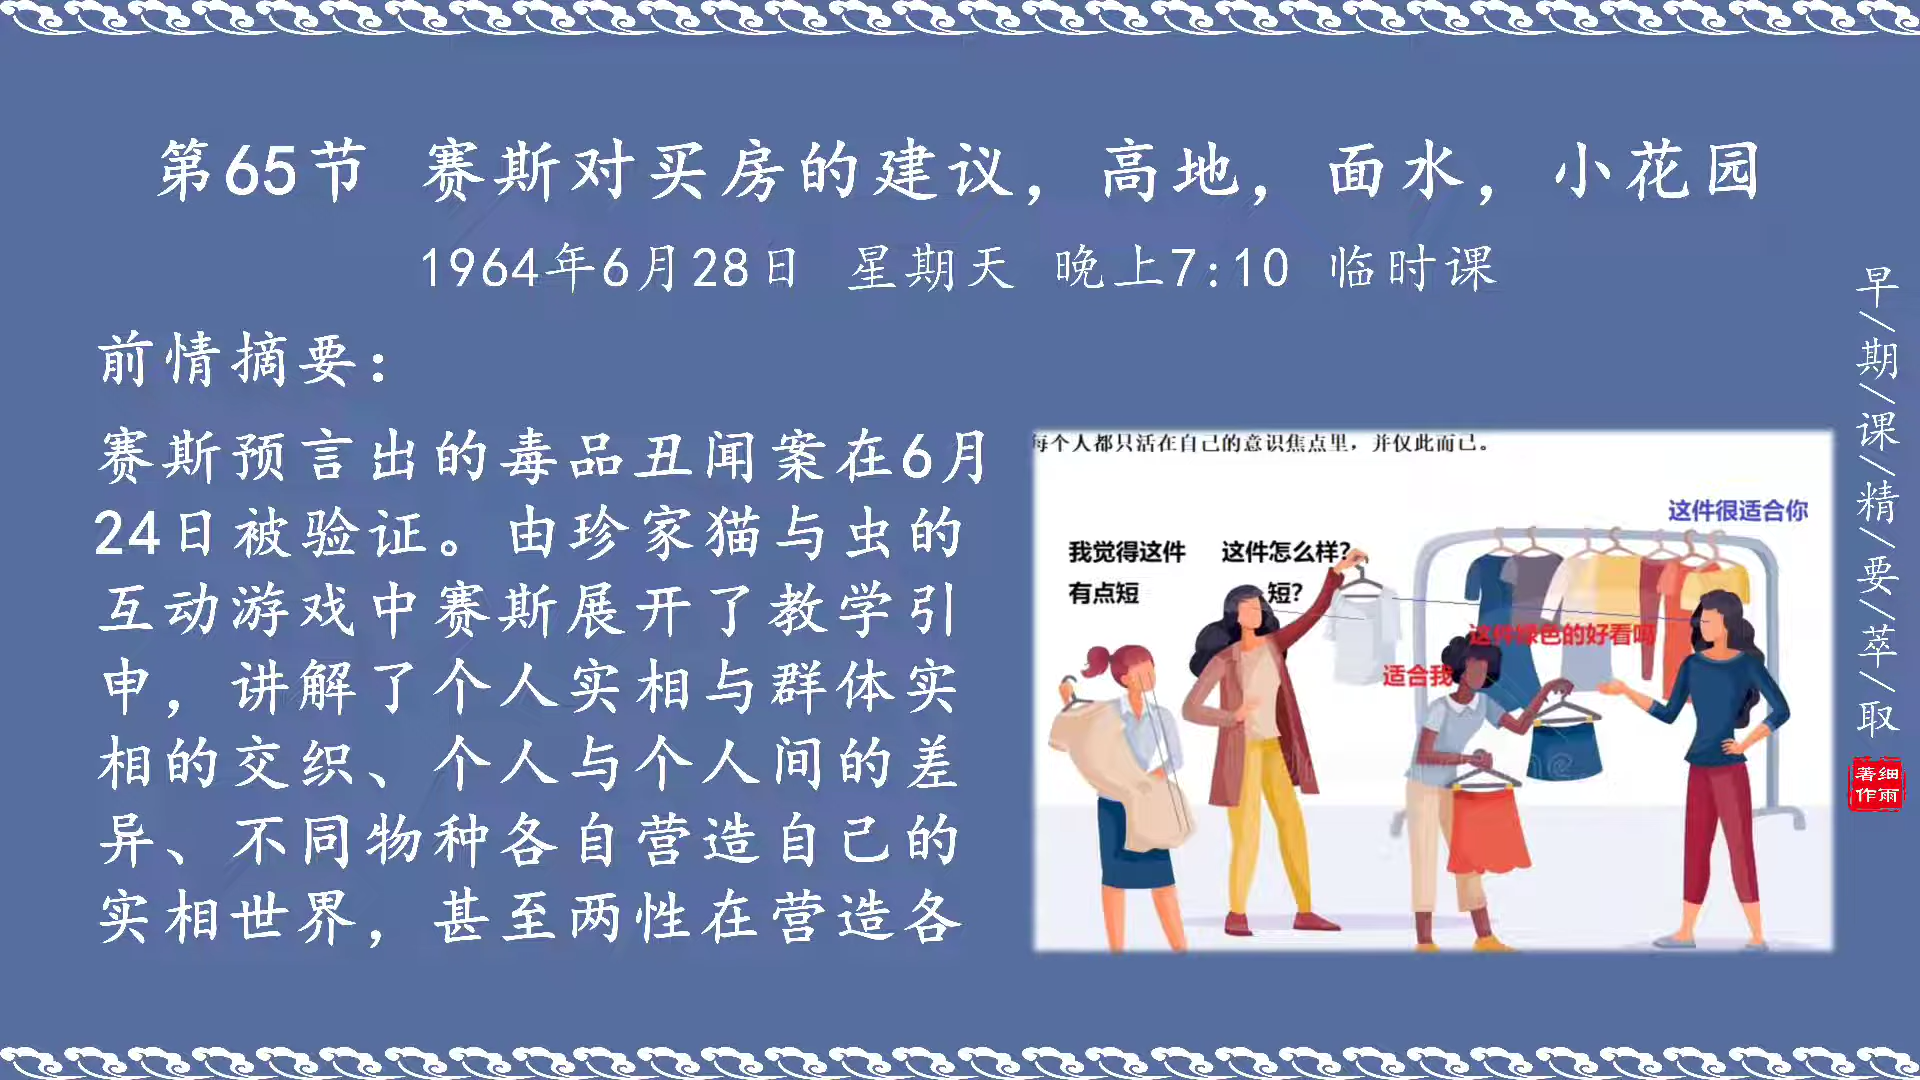 第65节 赛斯对买房的建议，高地，面水，小花园
1964年6月28日 星期天 晚上7:10 临时课
前情摘要：
赛斯预言出的毒品丑闻案在6月
24日被验证。由珍家猫与虫的
互动游戏中赛斯展开了教学引
申，讲解了个人实相与群体实
相的交织、个人与个人间的差
异、不同物种各自营造自己的
实相世界，甚至两性在营造各
每个人都只活在自己的意识焦点里，并仅此而已。
这件很适合你
我觉得这件
有点短
这件怎么样？
短？
这件绿色的好看吗
适合我
早/期/课/精/要/萃/取
细雨
著作